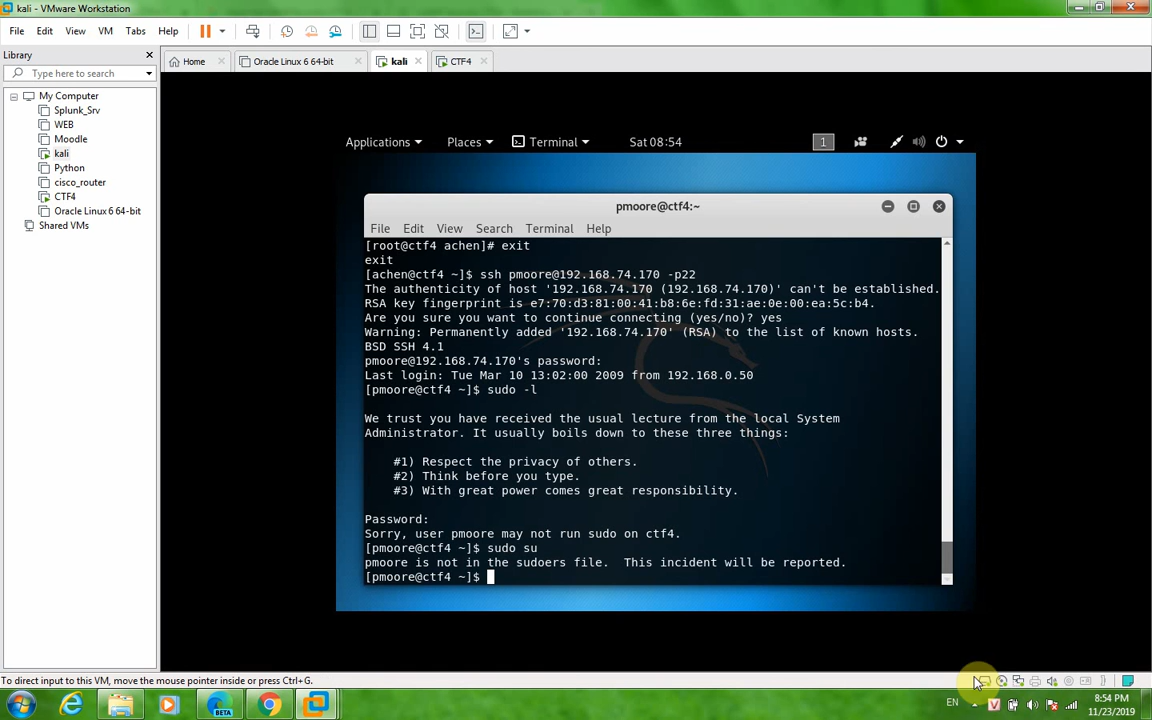 kali - VMware Workstation
File Edit View VM Tabs Help
Library
Type here to search
My Computer
Splunk_Srv
WEB
Moodle
kali
Python
cisco_router
CTF4
Oracle Linux 6 64-bit
Shared VMs
Home Oracle Linux 6 64-bit kali CTF4
Applications Places Terminal Sat 08:54 1
pmoore@ctf4:~
File Edit View Search Terminal Help
[root@ctf4 achen]# exit
exit
[achen@ctf4 ~]$ ssh pmoore@192.168.74.170 -p22
The authenticity of host '192.168.74.170 (192.168.74.170)' can't be established.
RSA key fingerprint is e7:70:d3:81:00:41:b8:6e:fd:31:ae:0e:00:ea:5c:b4.
Are you sure you want to continue connecting (yes/no)? yes
Warning: Permanently added '192.168.74.170' (RSA) to the list of known hosts.
BSD SSH 4.1
pmoore@192.168.74.170's password:
Last login: Tue Mar 10 13:02:00 2009 from 192.168.0.50
[pmoore@ctf4 ~]$ sudo -l
We trust you have received the usual lecture from the local System
Administrator. It usually boils down to these three things:
#1) Respect the privacy of others.
#2) Think before you type.
#3) With great power comes great responsibility.
Password:
Sorry, user pmoore may not run sudo on ctf4.
[pmoore@ctf4 ~]$ sudo su
pmoore is not in the sudoers file.  This incident will be reported.
[pmoore@ctf4 ~]$
To direct input to this VM, move the mouse pointer inside or press Ctrl+G.
BETA EN 8:54 PM
11/23/2019